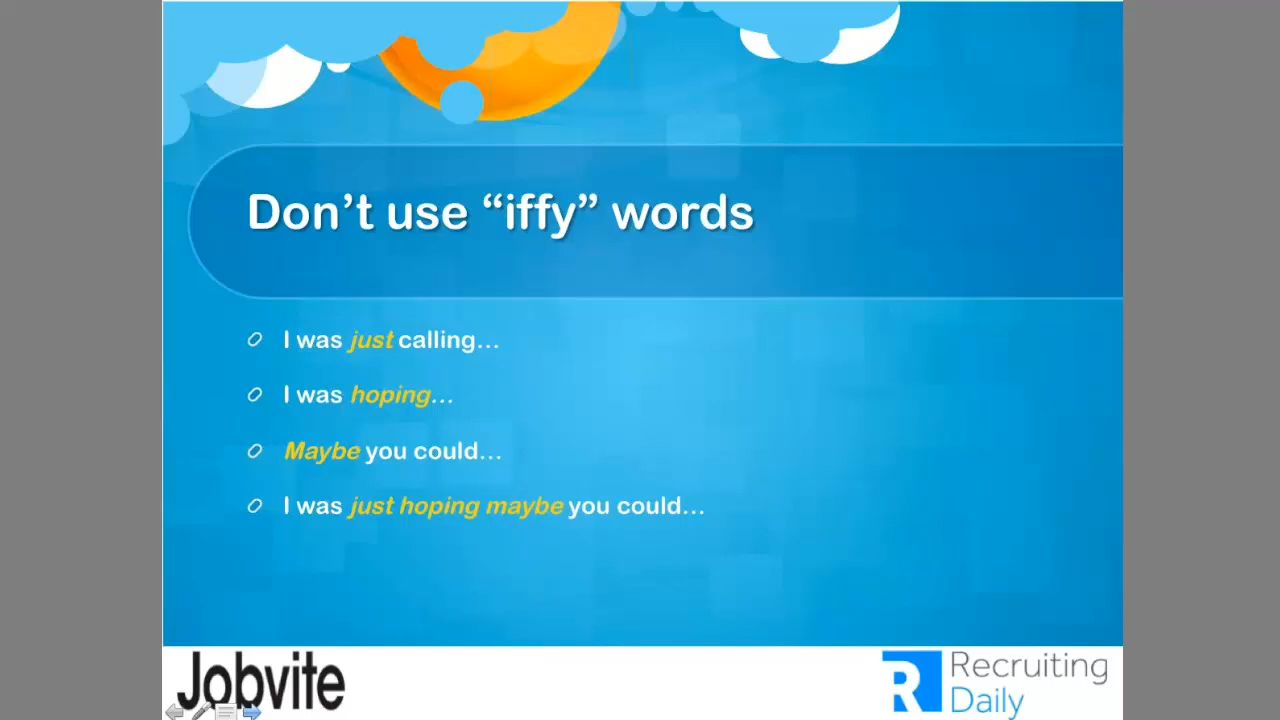 Don’t use “iffy” words
I was just calling…
I was hoping…
Maybe you could…
I was just hoping maybe you could…
Jobvite
R Recruiting
Daily